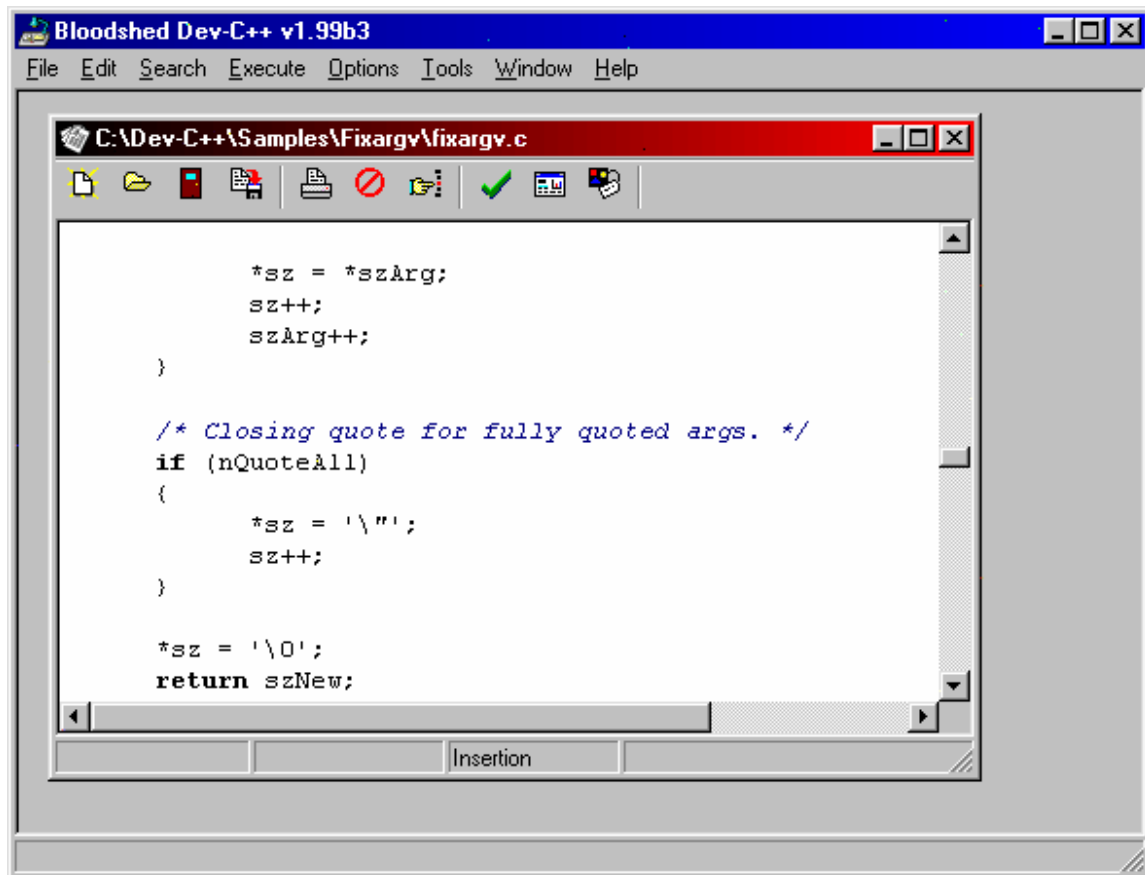 Bloodshed Dev-C++ v1.99b3
File Edit Search Execute Options Tools Window Help
C:\Dev-C++\Samples\Fixargv\fixargv.c
*sz = *szArg;
sz++;
szArg++;
}
/* Closing quote for fully quoted args. */
if (nQuoteAll)
{
*sz = '\"';
sz++;
}
*sz = '\0';
return szNew;
Insertion